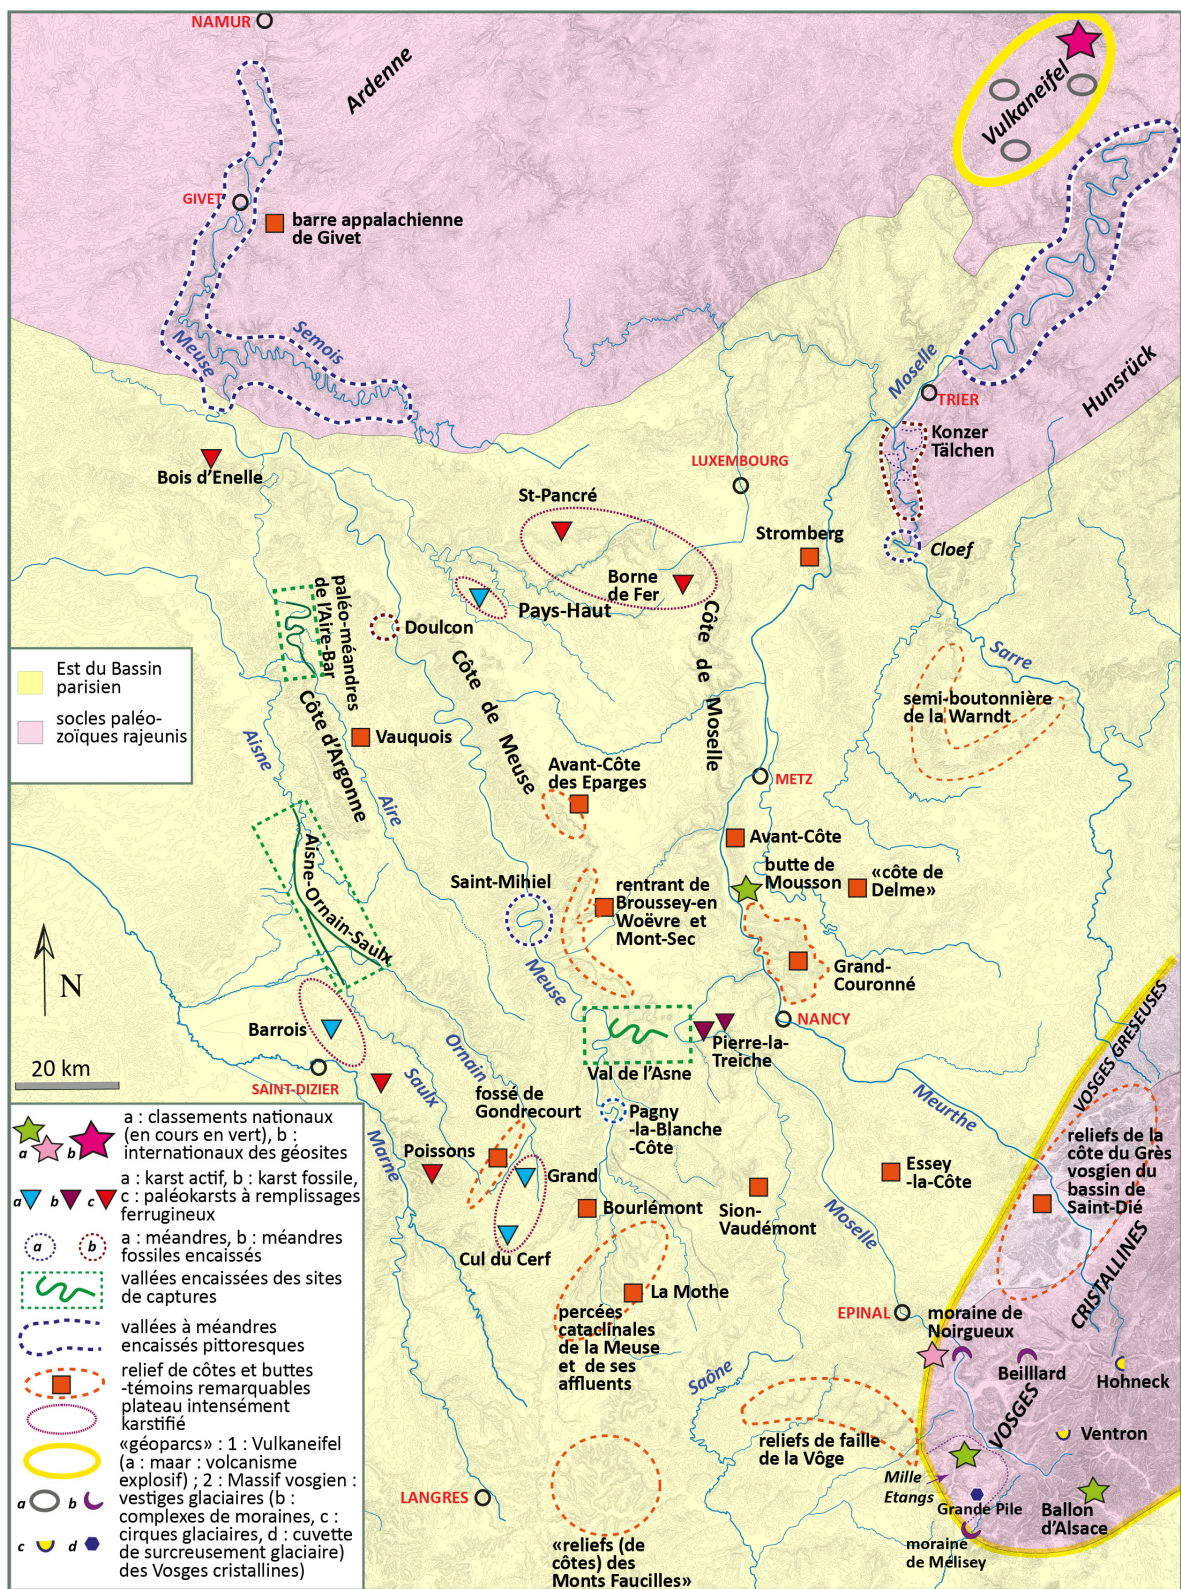 NAMUR
Ardenne
Vulkaneifel
GIVET
barre appalachienne
de Givet
Semois
Meuse
Moselle
TRIER
Hunsrück
Konzer
Tälchen
Bois d’Enelle
LUXEMBOURG
St-Pancré
Stromberg
Cloef
Borne
de Fer
Pays-Haut
Doulcon
paléo-méandres
de l’Aire-Bar
Côte de Meuse
Côte de Moselle
Sarre
semi-boutonnière
de la Warndt
Est du Bassin
parisien
socles paléo-
zoïques rajeunis
Aisne
Côte d’Argonne
Vauquois
Aire
Avant-Côte
des Eparges
METZ
Avant-Côte
butte de
Mousson
«côte de
Delme»
Aisne-Ornain-Saulx
Saint-Mihiel
rentrant de
Broussey-en
Woëvre et
Mont-Sec
Meuse
Grand-
Couronné
N
20 km
Barrois
SAINT-DIZIER
Ornain
Saulx
Marne
NANCY
Pierre-la-
Treiche
Val de l’Asne
VOSGES GRESEUSES
fossé de
Gondrecourt
Pagny
-la-Blanche
-Côte
Meurthe
reliefs de la
côte du Grès
vosgien du
bassin de
Saint-Dié
Poissons
Grand
Essey
-la-Côte
Bourlémont
Sion-
Vaudémont
Moselle
Cul du Cerf
La Mothe
CRISTALLINES
percées
cataclinales
de la Meuse
et de ses
affluents
EPINAL
moraine de
Noirgueux
Beilllard
Hohneck
VOSGES
Saône
Ventron
reliefs de faille
de la Vôge
Mille
Etangs
Grande Pile
Ballon
d’Alsace
LANGRES
moraine
de Mélisey
«reliefs (de
côtes) des
Monts Faucilles»
a b
a : classements nationaux
(en cours en vert), b :
internationaux des géosites
a b c
a : karst actif, b : karst fossile,
c : paléokarsts à remplissages
ferrugineux
a b
a : méandres, b : méandres
fossiles encaissés
vallées encaissées des sites
de captures
vallées à méandres
encaissés pittoresques
relief de côtes et buttes
-témoins remarquables
plateau intensément
karstifié
«géoparcs» : 1 : Vulkaneifel
(a : maar : volcanisme
explosif) ; 2 : Massif vosgien :
a b
vestiges glaciaires (b :
complexes de moraines, c :
c d
cirques glaciaires, d : cuvette
de surcreusement glaciaire)
des Vosges cristallines)